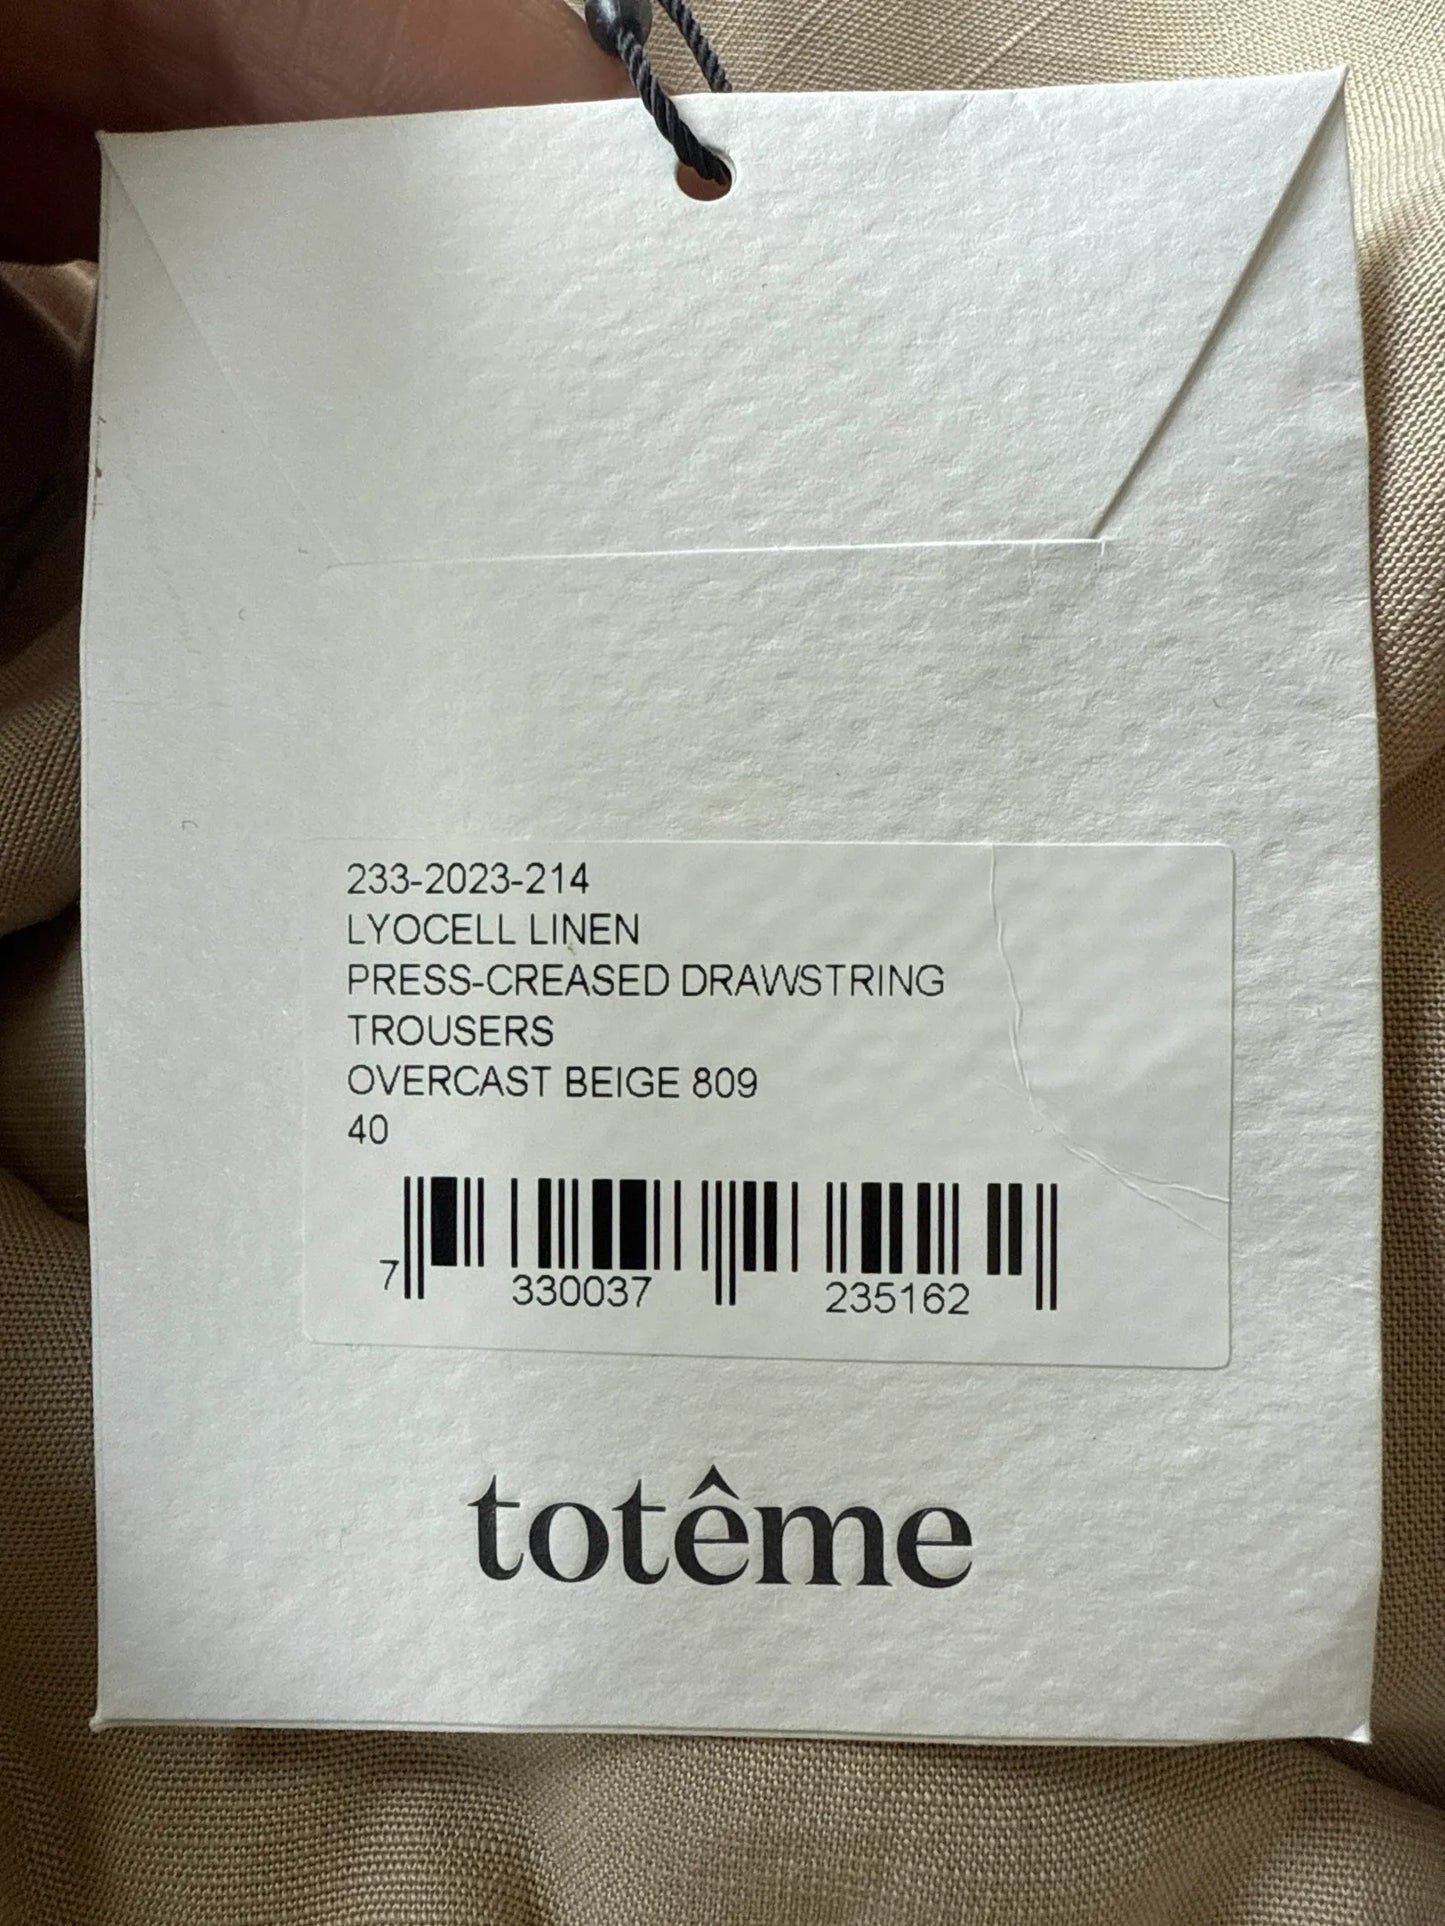 233-2023-214
LYOCELL LINEN
PRESS-CREASED DRAWSTRING
TROUSERS
OVERCAST BEIGE 809
40
7 330037 235162
totême